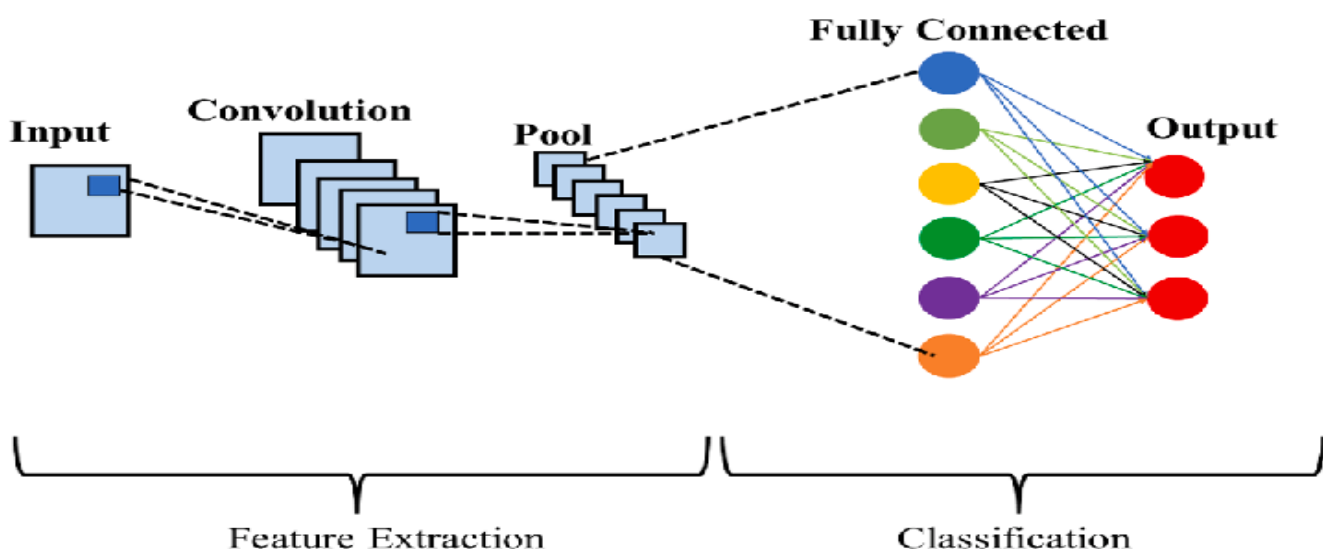 Fully Connected
Convolution
Input
Pool
Output
Feature Extraction
Classification